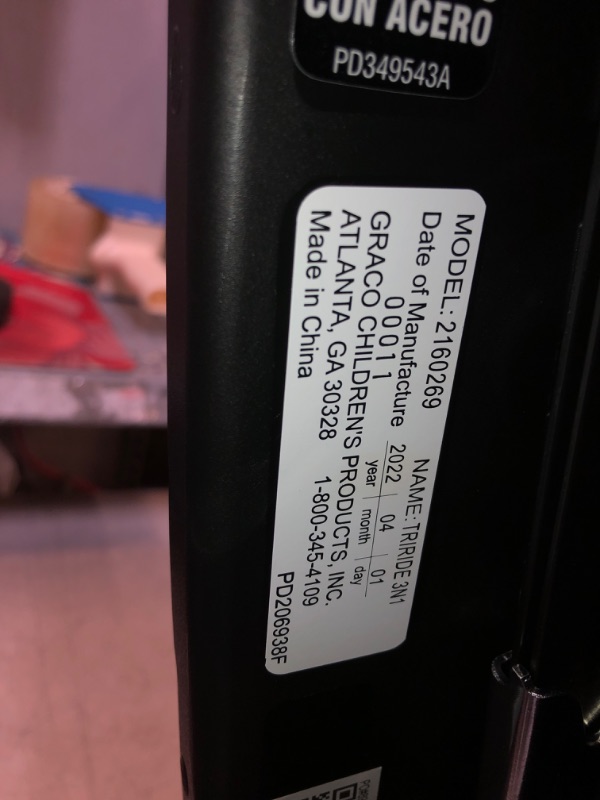 CON ACERO
PD349543A
MODEL: 2160269 NAME: TRIRIDE 3N1
Date of Manufacture 2022 | 04 | 01
00011 year | month | day
GRACO CHILDREN'S PRODUCTS, INC.
ATLANTA, GA 30328 1-800-345-4109
Made in China PD206938F